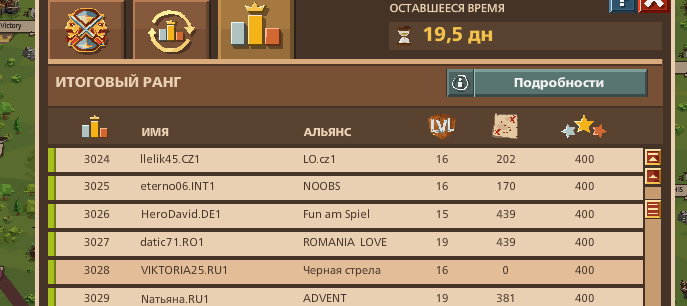 Victory
ОСТАВШЕЕСЯ ВРЕМЯ
19,5 дн
ИТОГОВЫЙ РАНГ
Подробности
ИМЯ АЛЬЯНС LVL
3024 llelik45.CZ1 LO.cz1 16 202 400
3025 eterno06.INT1 NOOBS 16 170 400
3026 HeroDavid.DE1 Fun am Spiel 15 439 400
3027 datic71.RO1 ROMANIA LOVE 19 439 400
3028 VIKTORIA25.RU1 Черная стрела 16 0 400
3029 Натьяна.RU1 ADVENT 19 381 400